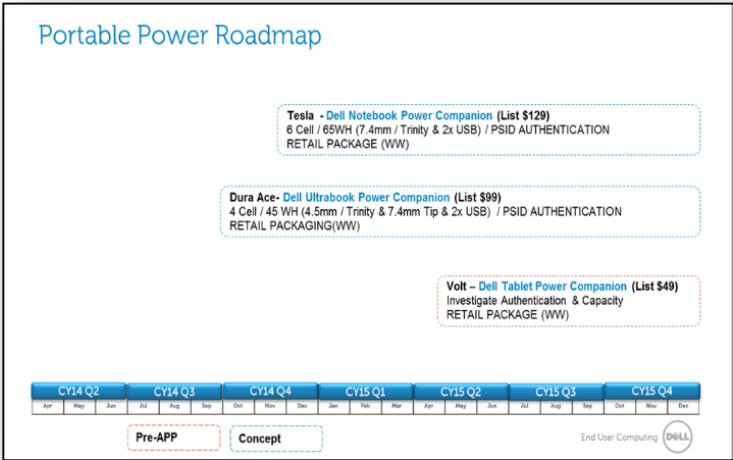 Portable Power Roadmap
Tesla - Dell Notebook Power Companion (List $129)
6 Cell / 65WH (7.4mm / Trinity & 2x USB) / PSID AUTHENTICATION
RETAIL PACKAGE (WW)
Dura Ace- Dell Ultrabook Power Companion (List $99)
4 Cell / 45 WH (4.5mm / Trinity & 7.4mm Tip & 2x USB) / PSID AUTHENTICATION
RETAIL PACKAGING(WW)
Volt – Dell Tablet Power Companion (List $49)
Investigate Authentication & Capacity
RETAIL PACKAGE (WW)
CY14 Q2 CY14 Q3 CY14 Q4 CY15 Q1 CY15 Q2 CY15 Q3 CY15 Q4
Apr May Jun Jul Aug Sep Oct Nov Dec Jan Feb Mar Apr May Jun Jul Aug Sep Oct Nov Dec
Pre-APP Concept
End User Computing DELL